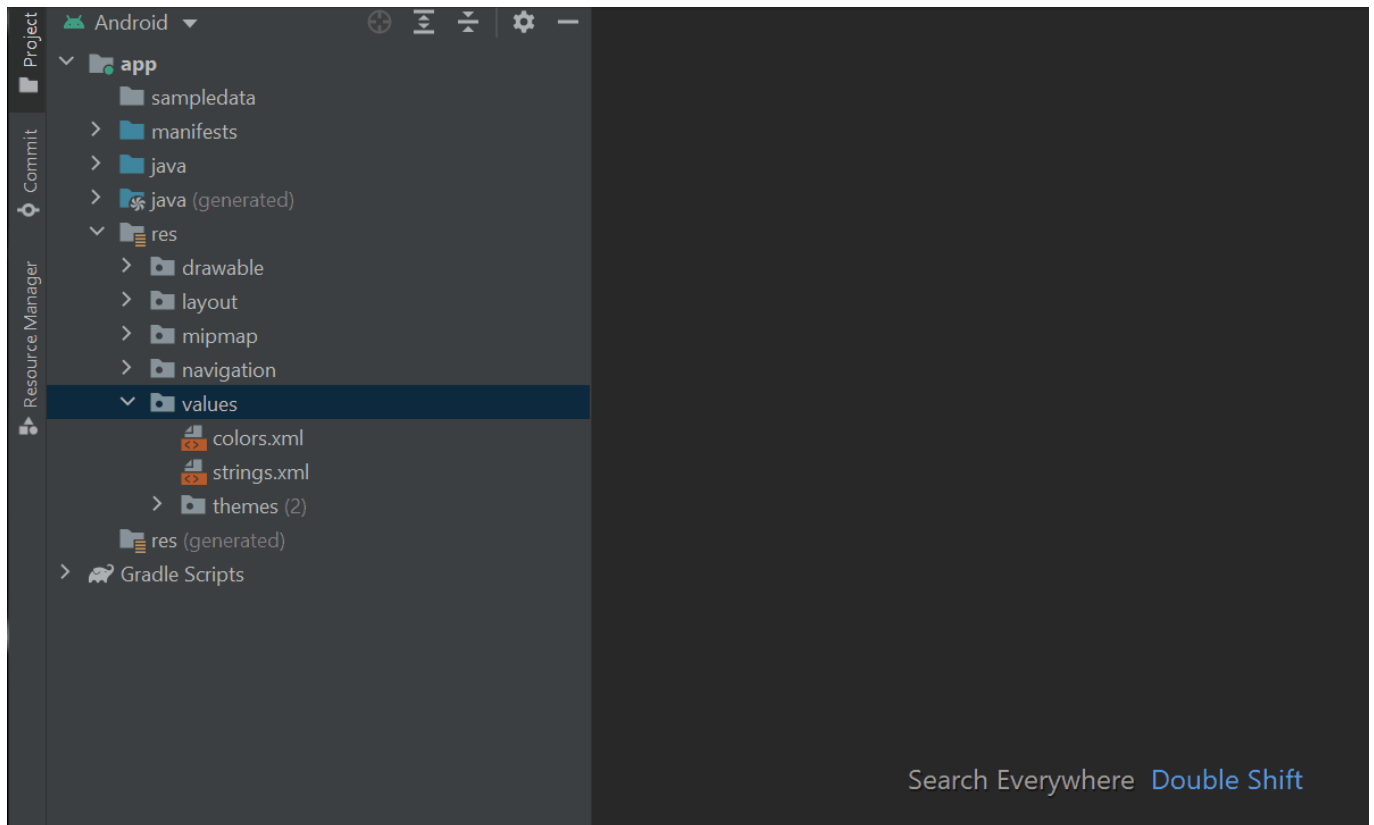 Project
Commit
Resource Manager
Android
app
sampledata
manifests
java
java (generated)
res
drawable
layout
mipmap
navigation
values
colors.xml
strings.xml
themes (2)
res (generated)
Gradle Scripts
Search Everywhere Double Shift